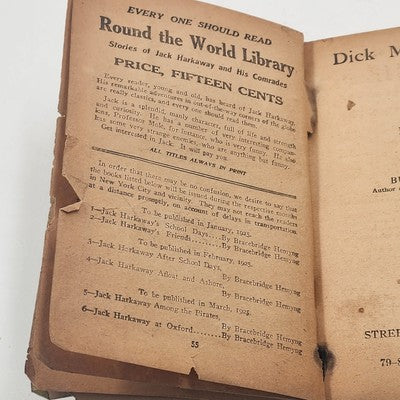 EVERY ONE SHOULD READ
Round the World Library
Stories of Jack Harkaway and His Comrades
PRICE, FIFTEEN CENTS
Every reader, young and old, has heard of Jack Harkaway.
His remarkable adventures in out-of-the-way corners of the globe
are really classics, and every one should read them.
Jack is a splendid, manly character, full of life and strength
and curiosity. He has a number of very interesting compan-
ions, Professor Mole, for instance, who is very funny. He also
has some very strange enemies, who are anything but funny.
Get interested in Jack. It will pay you.
ALL TITLES ALWAYS IN PRINT
In order that there may be no confusion, we desire to say that
the books listed below will be issued during the respective months
in New York City and vicinity. They may not reach the readers
at a distance promptly, on account of delays in transportation.
To be published in January, 1925.
1—Jack Harkaway's School Days.....By Bracebridge Hemyng
2—Jack Harkaway's Friends.....By Bracebridge Hemyng
To be published in February, 1925.
3—Jack Harkaway After School Days,
By Bracebridge Hemyng
4—Jack Harkaway Afloat and Ashore,
By Bracebridge Hemyng
To be published in March, 1925.
5—Jack Harkaway Among the Pirates,
By Bracebridge Hemyng
6—Jack Harkaway at Oxford.....By Bracebridge Hemyng
55
Dick M
BU
Author
STREE
79-8